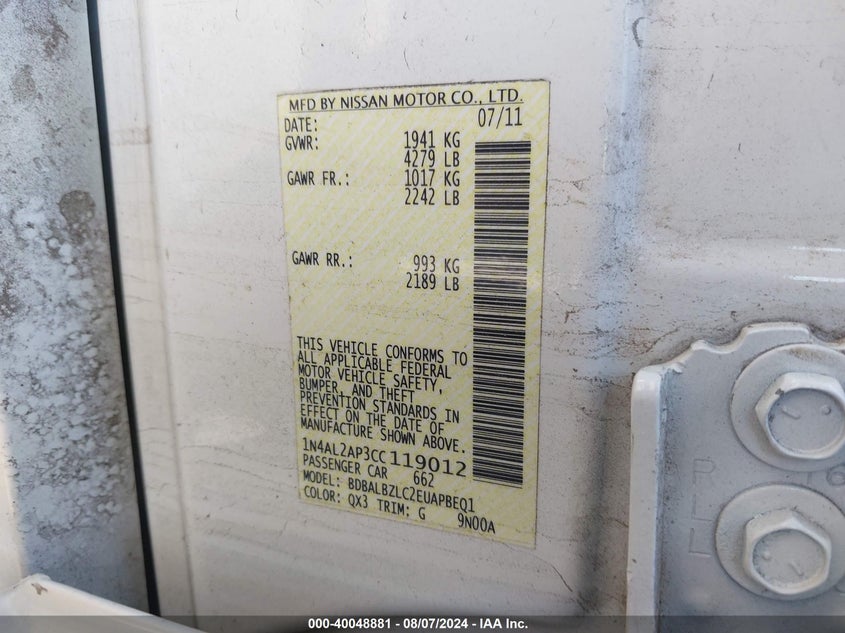 MFD BY NISSAN MOTOR CO., LTD.
DATE: 07/11
GVWR: 1941 KG
4279 LB
GAWR FR.: 1017 KG
2242 LB
GAWR RR.: 993 KG
2189 LB
THIS VEHICLE CONFORMS TO
ALL APPLICABLE FEDERAL
MOTOR VEHICLE SAFETY,
BUMPER, AND THEFT
PREVENTION STANDARDS IN
EFFECT ON THE DATE OF
MANUFACTURE SHOWN ABOVE.
1N4AL2AP3CC119012
PASSENGER CAR 662
MODEL: BDBALBZLC2EUAPBEQ1
COLOR: QX3 TRIM: G 9N00A
000-40048881 - 08/07/2024 - IAA Inc.